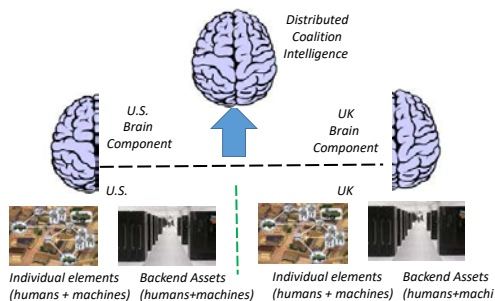 Distributed
Coalition
Intelligence
U.S.
Brain
Component
UK
Brain
Component
U.S.
UK
Individual elements
(humans + machines)
Backend Assets
(humans+machines)
Individual elements
(humans + machines)
Backend Assets
(humans+machi